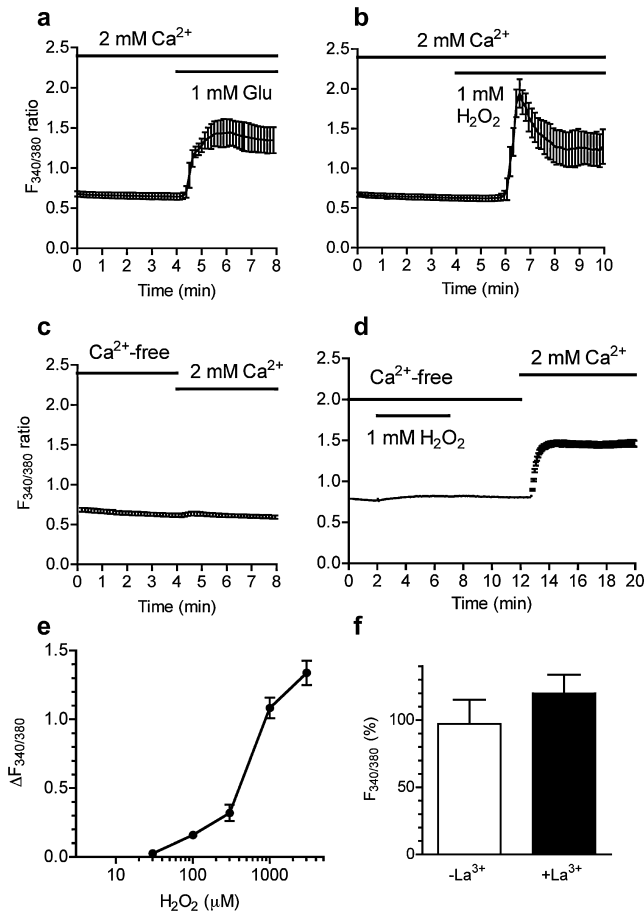 a
2 mM Ca²⁺
1 mM Glu
F340/380 ratio
2.5
2.0
1.5
1.0
0.5
0.0
0 1 2 3 4 5 6 7 8
Time (min)
b
2 mM Ca²⁺
1 mM
H₂O₂
2.5
2.0
1.5
1.0
0.5
0.0
0 1 2 3 4 5 6 7 8 9 10
Time (min)
c
Ca²⁺-free
2 mM Ca²⁺
F340/380 ratio
2.5
2.0
1.5
1.0
0.5
0.0
0 1 2 3 4 5 6 7 8
Time (min)
d
2 mM Ca²⁺
Ca²⁺-free
1 mM H₂O₂
2.5
2.0
1.5
1.0
0.5
0.0
0 2 4 6 8 10 12 14 16 18 20
Time (min)
e
ΔF340/380
1.5
1.0
0.5
0.0
10 100 1000
H₂O₂ (μM)
f
F340/380 (%)
100
50
0
-La³⁺ +La³⁺